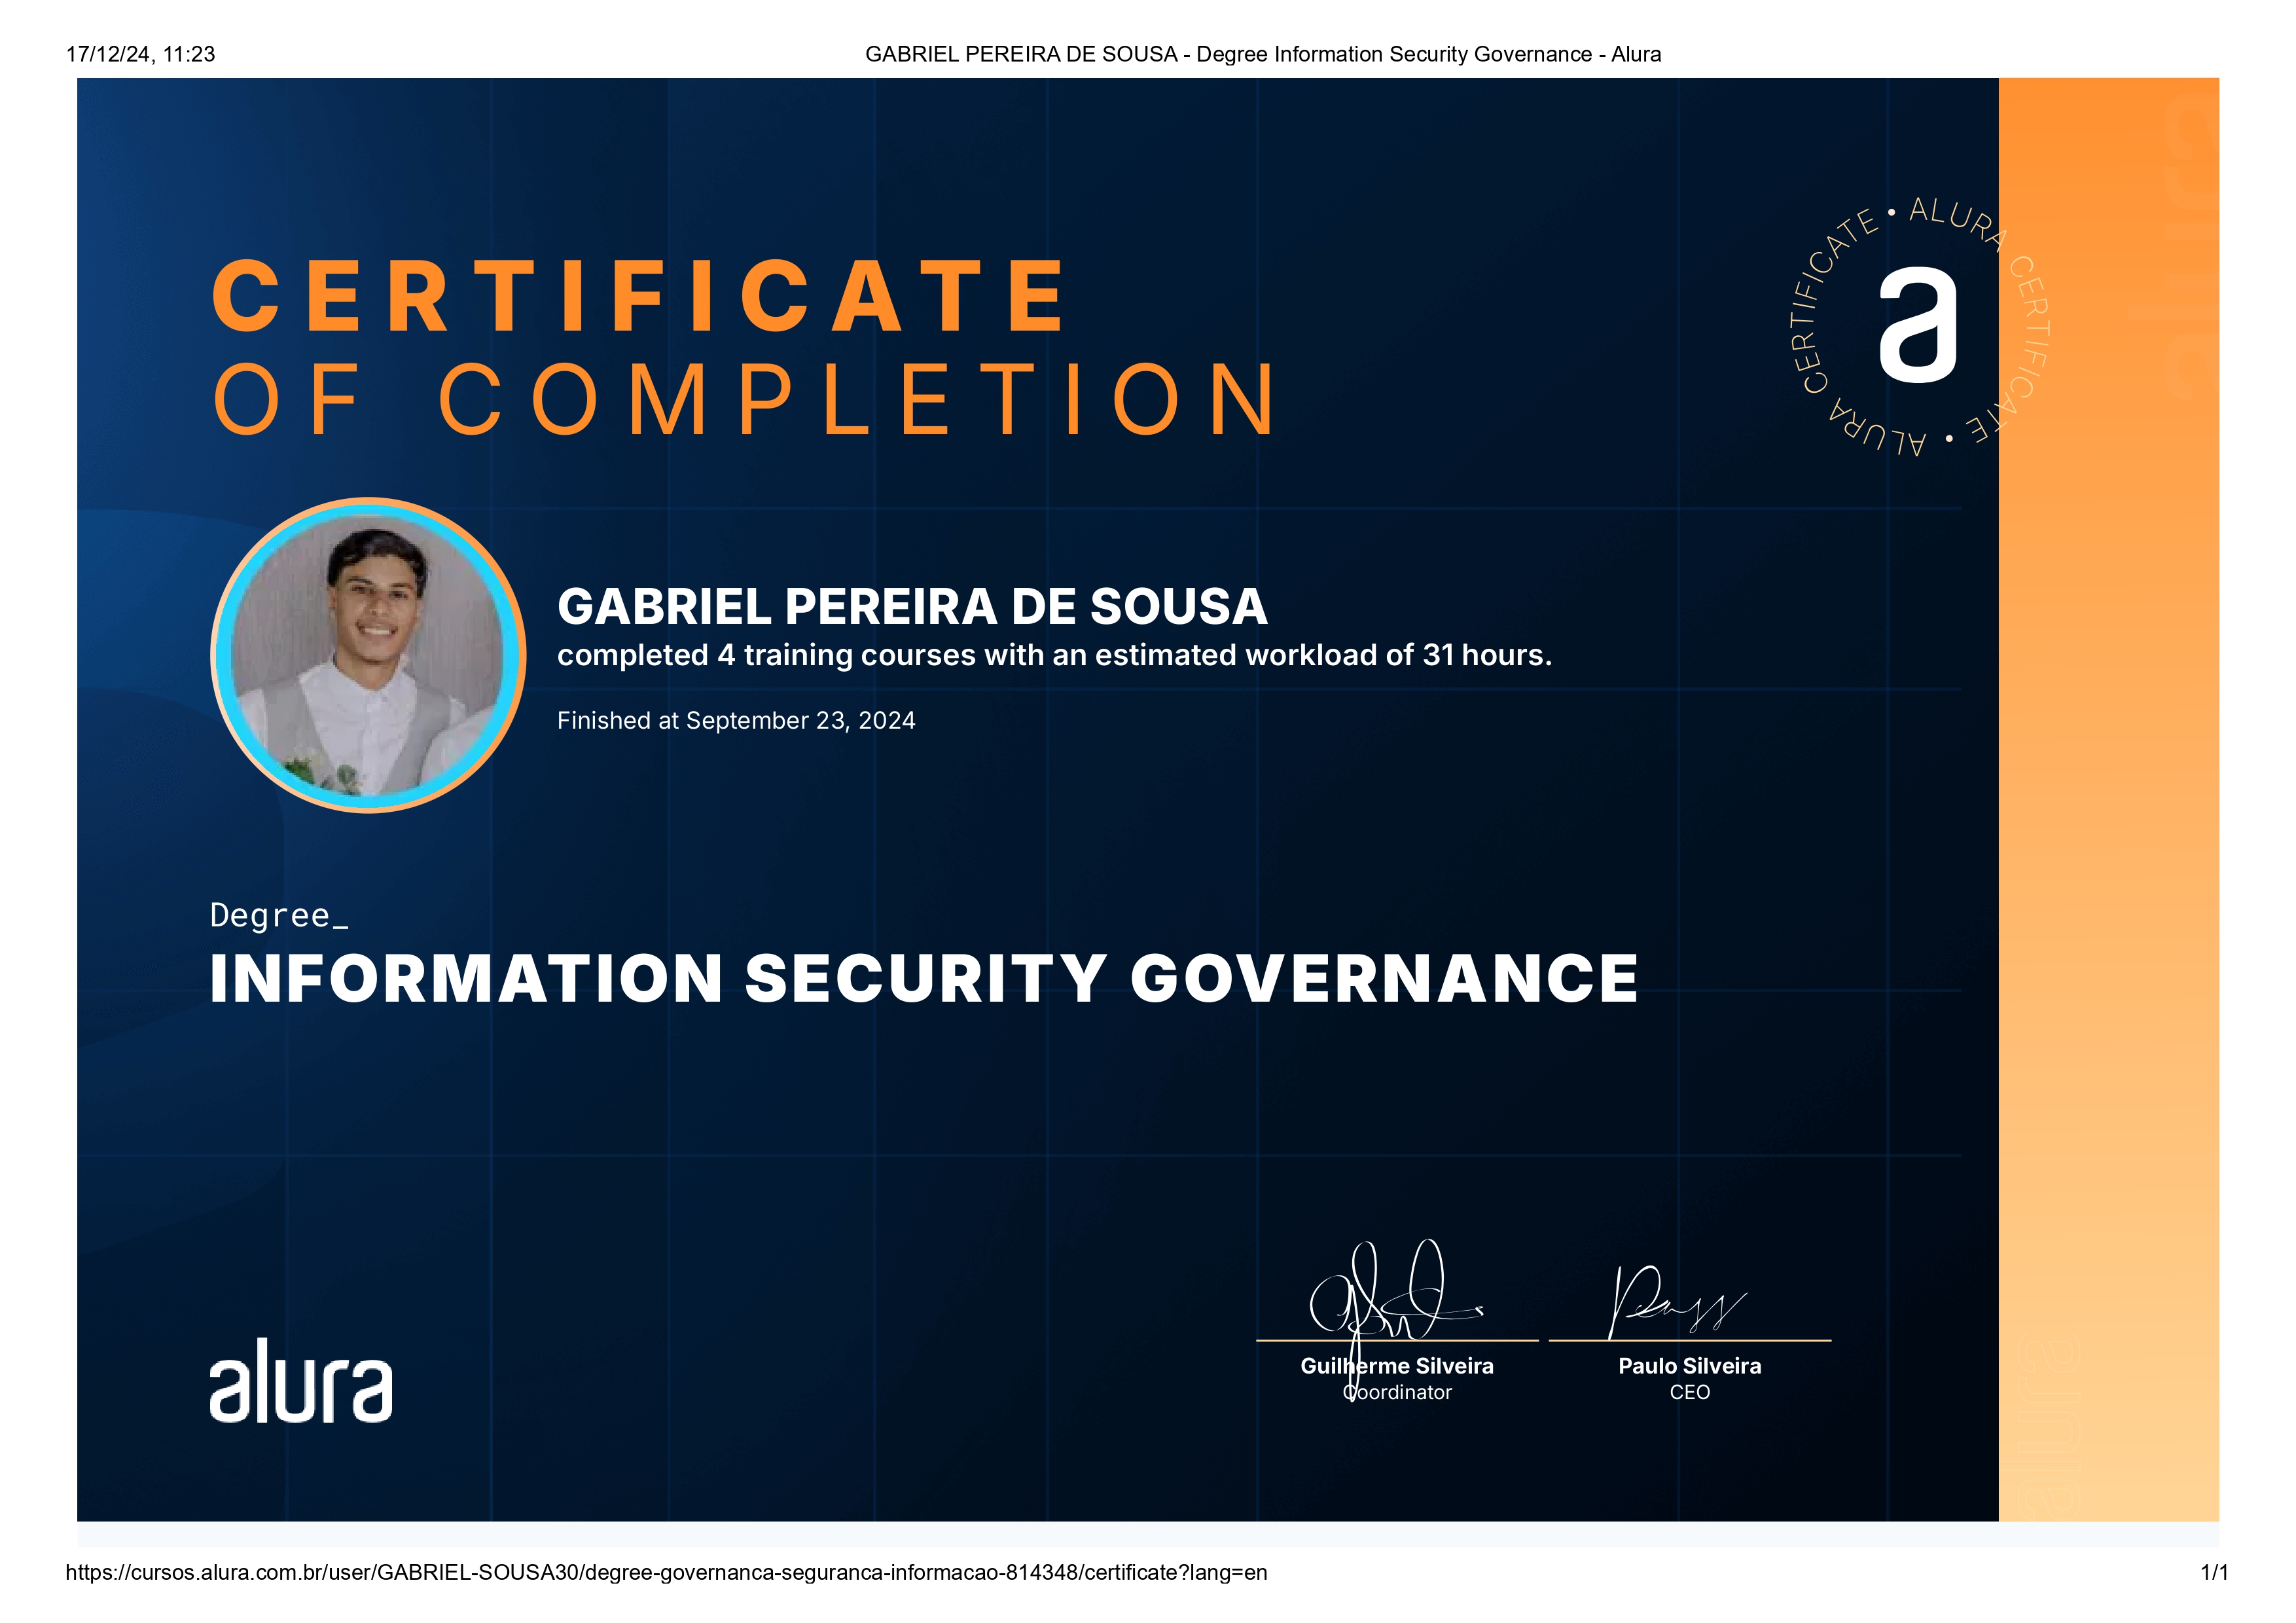 17/12/24, 11:23
GABRIEL PEREIRA DE SOUSA - Degree Information Security Governance - Alura
CERTIFICATE
OF COMPLETION
ALURA CERTIFICATE • ALURA CERTIFICATE •
a
alura
GABRIEL PEREIRA DE SOUSA
completed 4 training courses with an estimated workload of 31 hours.
Finished at September 23, 2024
Degree_
INFORMATION SECURITY GOVERNANCE
alura
Guilherme Silveira
Coordinator
Paulo Silveira
CEO
alura
https://cursos.alura.com.br/user/GABRIEL-SOUSA30/degree-governanca-seguranca-informacao-814348/certificate?lang=en
1/1